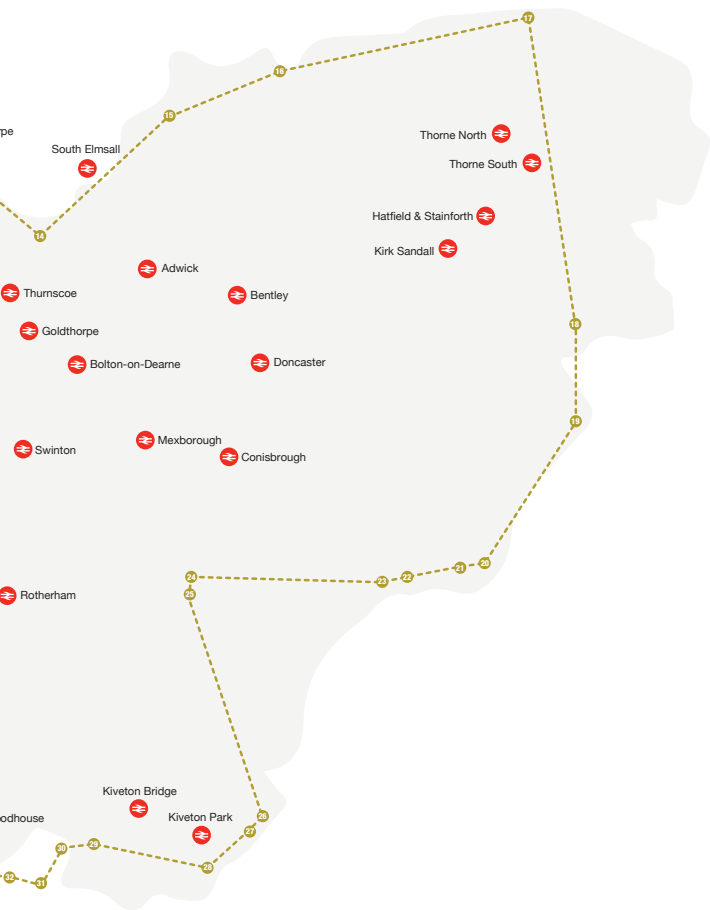 17
16
15
rpe
South Elmsall
Thorne North
Thorne South
Hatfield & Stainforth
14
Kirk Sandall
Adwick
Thurnscoe
Bentley
18
Goldthorpe
Bolton-on-Dearne
Doncaster
19
Mexborough
Swinton
Conisbrough
20
21
22
23
24
25
Rotherham
Kiveton Bridge
Kiveton Park
26
odhouse
27
29
30
28
32
31